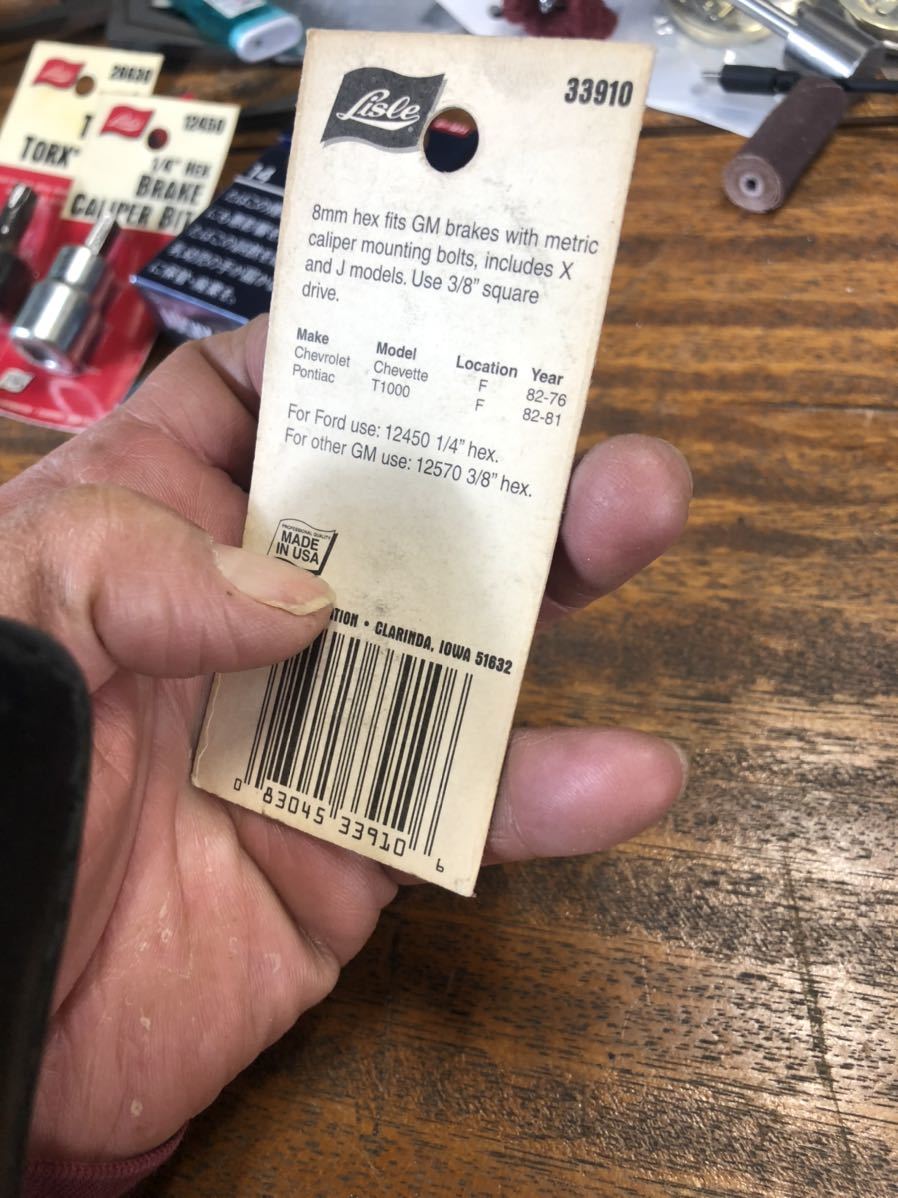 Lisle
33910
8mm hex fits GM brakes with metric
caliper mounting bolts, includes X
and J models. Use 3/8" square
drive.
Make Model Location Year
Chevrolet Chevette F 82-76
Pontiac T1000 F 82-81
For Ford use: 12450 1/4" hex.
For other GM use: 12570 3/8" hex.
PROFESSIONAL QUALITY
MADE
IN USA
• CLARINDA, IOWA 51632
0 83045 33910 6
TORX
12450
1/4" HEX
BRAKE
CALIPER BIT